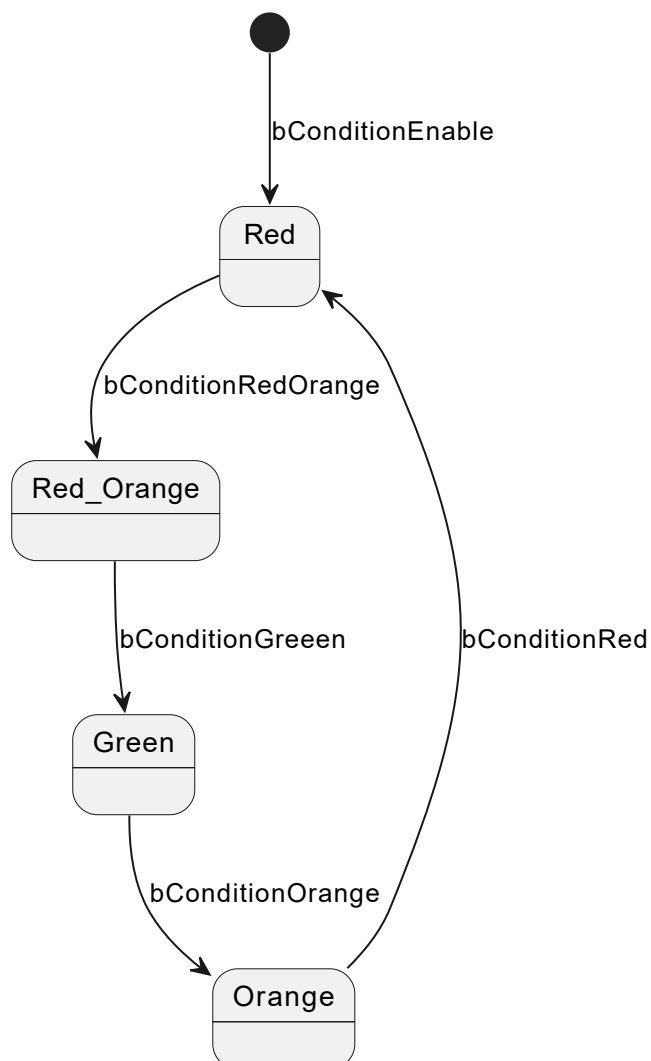 bConditionEnable
Red
bConditionRedOrange
Red_Orange
bConditionGreeen
bConditionRed
Green
bConditionOrange
Orange